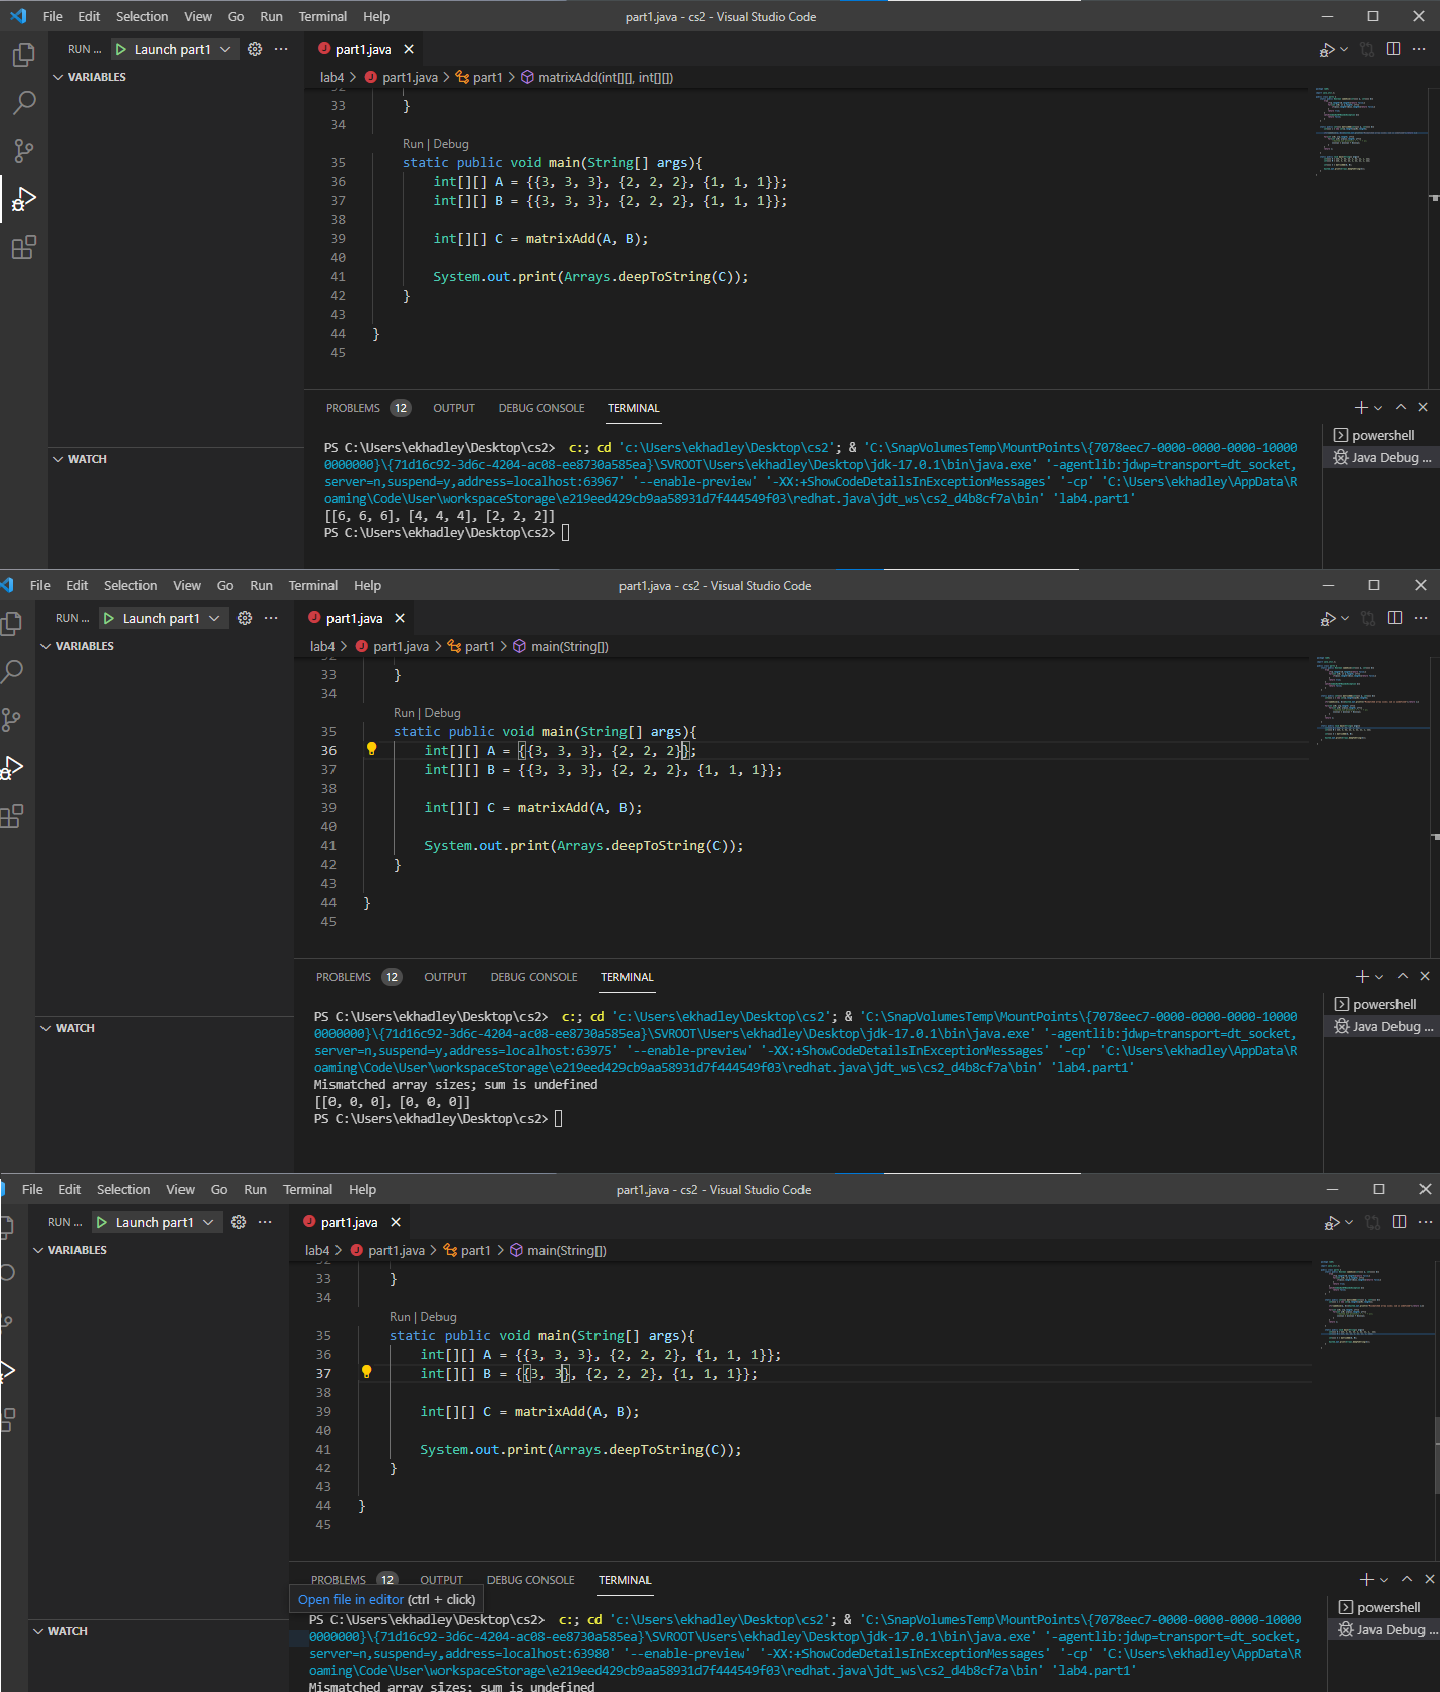 File Edit Selection View Go Run Terminal Help part1.java - cs2 - Visual Studio Code
RUN ... Launch part1 part1.java
VARIABLES
lab4 > part1.java > part1 > matrixAdd(int[][], int[][])
32
33 }
34
Run | Debug
35 static public void main(String[] args){
36 int[][] A = {{3, 3, 3}, {2, 2, 2}, {1, 1, 1}};
37 int[][] B = {{3, 3, 3}, {2, 2, 2}, {1, 1, 1}};
38
39 int[][] C = matrixAdd(A, B);
40
41 System.out.print(Arrays.deepToString(C));
42 }
43
44 }
45
PROBLEMS 12 OUTPUT DEBUG CONSOLE TERMINAL
WATCH
PS C:\Users\ekhadley\Desktop\cs2> c:; cd 'c:\Users\ekhadley\Desktop\cs2'; & 'C:\SnapVolumesTemp\MountPoints\{7078eec7-0000-0000-0000-10000
0000000}\{71d16c92-3d6c-4204-ac08-ee8730a585ea}\SVROOT\Users\ekhadley\Desktop\jdk-17.0.1\bin\java.exe' '-agentlib:jdwp=transport=dt_socket,
server=n,suspend=y,address=localhost:63967' '--enable-preview' '-XX:+ShowCodeDetailsInExceptionMessages' '-cp' 'C:\Users\ekhadley\AppData\R
oaming\Code\User\workspaceStorage\e219eed429cb9aa58931d7f444549f03\redhat.java\jdt_ws\cs2_d4b8cf7a\bin' 'lab4.part1'
[[6, 6, 6], [4, 4, 4], [2, 2, 2]]
PS C:\Users\ekhadley\Desktop\cs2>
powershell
Java Debug ...
File Edit Selection View Go Run Terminal Help part1.java - cs2 - Visual Studio Code
RUN ... Launch part1 part1.java
VARIABLES
lab4 > part1.java > part1 > main(String[])
32
33 }
34
Run | Debug
35 static public void main(String[] args){
36 int[][] A = {{3, 3, 3}, {2, 2, 2}};
37 int[][] B = {{3, 3, 3}, {2, 2, 2}, {1, 1, 1}};
38
39 int[][] C = matrixAdd(A, B);
40
41 System.out.print(Arrays.deepToString(C));
42 }
43
44 }
45
PROBLEMS 12 OUTPUT DEBUG CONSOLE TERMINAL
WATCH
PS C:\Users\ekhadley\Desktop\cs2> c:; cd 'c:\Users\ekhadley\Desktop\cs2'; & 'C:\SnapVolumesTemp\MountPoints\{7078eec7-0000-0000-0000-10000
0000000}\{71d16c92-3d6c-4204-ac08-ee8730a585ea}\SVROOT\Users\ekhadley\Desktop\jdk-17.0.1\bin\java.exe' '-agentlib:jdwp=transport=dt_socket,
server=n,suspend=y,address=localhost:63975' '--enable-preview' '-XX:+ShowCodeDetailsInExceptionMessages' '-cp' 'C:\Users\ekhadley\AppData\R
oaming\Code\User\workspaceStorage\e219eed429cb9aa58931d7f444549f03\redhat.java\jdt_ws\cs2_d4b8cf7a\bin' 'lab4.part1'
Mismatched array sizes; sum is undefined
[[0, 0, 0], [0, 0, 0]]
PS C:\Users\ekhadley\Desktop\cs2>
powershell
Java Debug ...
File Edit Selection View Go Run Terminal Help part1.java - cs2 - Visual Studio Code
RUN ... Launch part1 part1.java
VARIABLES
lab4 > part1.java > part1 > main(String[])
32
33 }
34
Run | Debug
35 static public void main(String[] args){
36 int[][] A = {{3, 3, 3}, {2, 2, 2}, {1, 1, 1}};
37 int[][] B = {{3, 3}, {2, 2, 2}, {1, 1, 1}};
38
39 int[][] C = matrixAdd(A, B);
40
41 System.out.print(Arrays.deepToString(C));
42 }
43
44 }
45
PROBLEMS 12 OUTPUT DEBUG CONSOLE TERMINAL
Open file in editor (ctrl + click)
WATCH
PS C:\Users\ekhadley\Desktop\cs2> c:; cd 'c:\Users\ekhadley\Desktop\cs2'; & 'C:\SnapVolumesTemp\MountPoints\{7078eec7-0000-0000-0000-10000
0000000}\{71d16c92-3d6c-4204-ac08-ee8730a585ea}\SVROOT\Users\ekhadley\Desktop\jdk-17.0.1\bin\java.exe' '-agentlib:jdwp=transport=dt_socket,
server=n,suspend=y,address=localhost:63980' '--enable-preview' '-XX:+ShowCodeDetailsInExceptionMessages' '-cp' 'C:\Users\ekhadley\AppData\R
oaming\Code\User\workspaceStorage\e219eed429cb9aa58931d7f444549f03\redhat.java\jdt_ws\cs2_d4b8cf7a\bin' 'lab4.part1'
Mismatched array sizes; sum is undefined
powershell
Java Debug ...